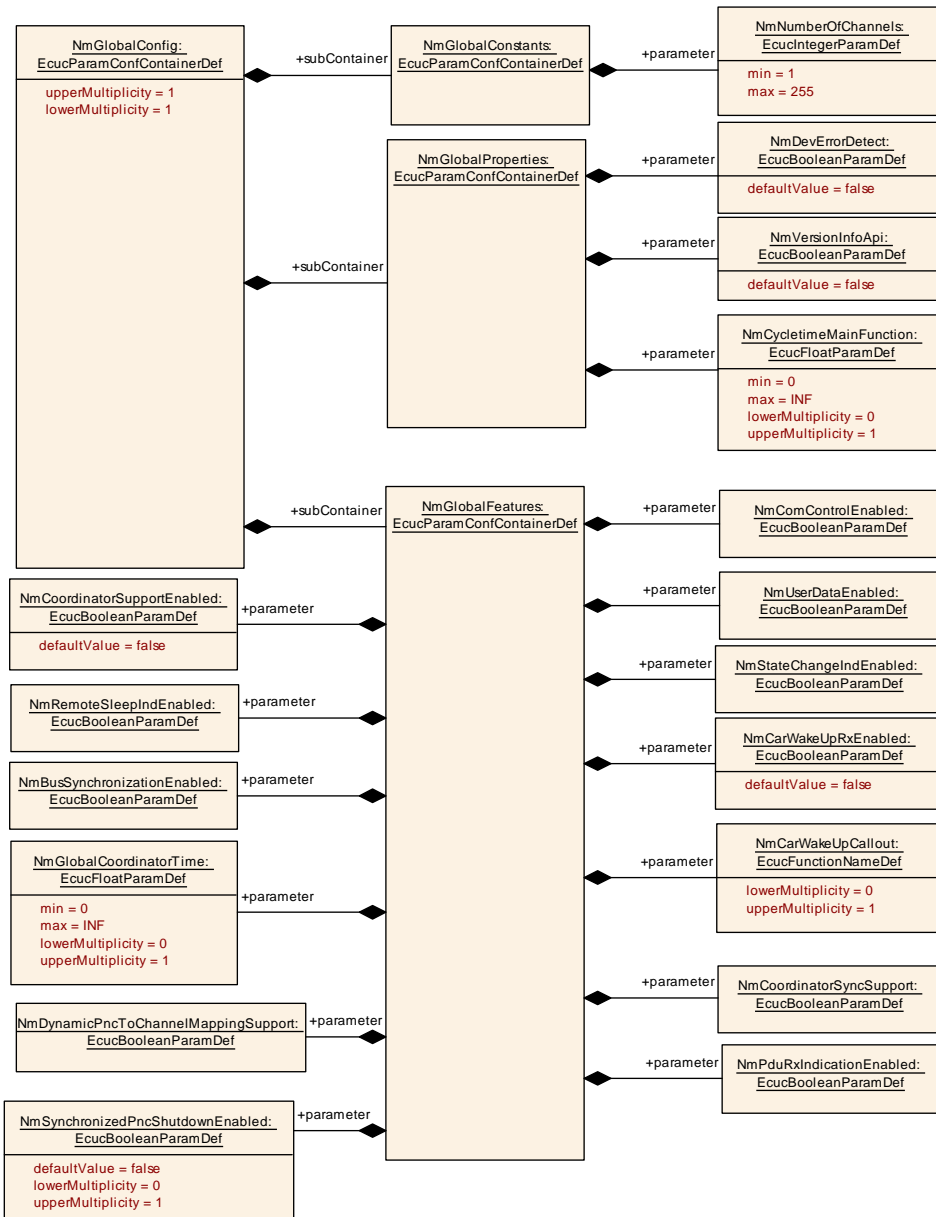 NmGlobalConfig:
EcucParamConfContainerDef
upperMultiplicity = 1
lowerMultiplicity = 1
+subContainer
NmGlobalConstants:
EcucParamConfContainerDef
+parameter
NmNumberOfChannels:
EcucIntegerParamDef
min = 1
max = 255
+subContainer
NmGlobalProperties:
EcucParamConfContainerDef
+parameter
NmDevErrorDetect:
EcucBooleanParamDef
defaultValue = false
+parameter
NmVersionInfoApi:
EcucBooleanParamDef
defaultValue = false
+parameter
NmCycletimeMainFunction:
EcucFloatParamDef
min = 0
max = INF
lowerMultiplicity = 0
upperMultiplicity = 1
+subContainer
NmGlobalFeatures:
EcucParamConfContainerDef
+parameter
NmComControlEnabled:
EcucBooleanParamDef
NmCoordinatorSupportEnabled:
EcucBooleanParamDef
defaultValue = false
+parameter
+parameter
NmUserDataEnabled:
EcucBooleanParamDef
NmRemoteSleepIndEnabled:
EcucBooleanParamDef
+parameter
+parameter
NmStateChangeIndEnabled:
EcucBooleanParamDef
NmBusSynchronizationEnabled:
EcucBooleanParamDef
+parameter
+parameter
NmCarWakeUpRxEnabled:
EcucBooleanParamDef
defaultValue = false
NmGlobalCoordinatorTime:
EcucFloatParamDef
min = 0
max = INF
lowerMultiplicity = 0
upperMultiplicity = 1
+parameter
+parameter
NmCarWakeUpCallout:
EcucFunctionNameDef
lowerMultiplicity = 0
upperMultiplicity = 1
NmDynamicPncToChannelMappingSupport:
EcucBooleanParamDef
+parameter
+parameter
NmCoordinatorSyncSupport:
EcucBooleanParamDef
NmSynchronizedPncShutdownEnabled:
EcucBooleanParamDef
defaultValue = false
lowerMultiplicity = 0
upperMultiplicity = 1
+parameter
+parameter
NmPduRxIndicationEnabled:
EcucBooleanParamDef